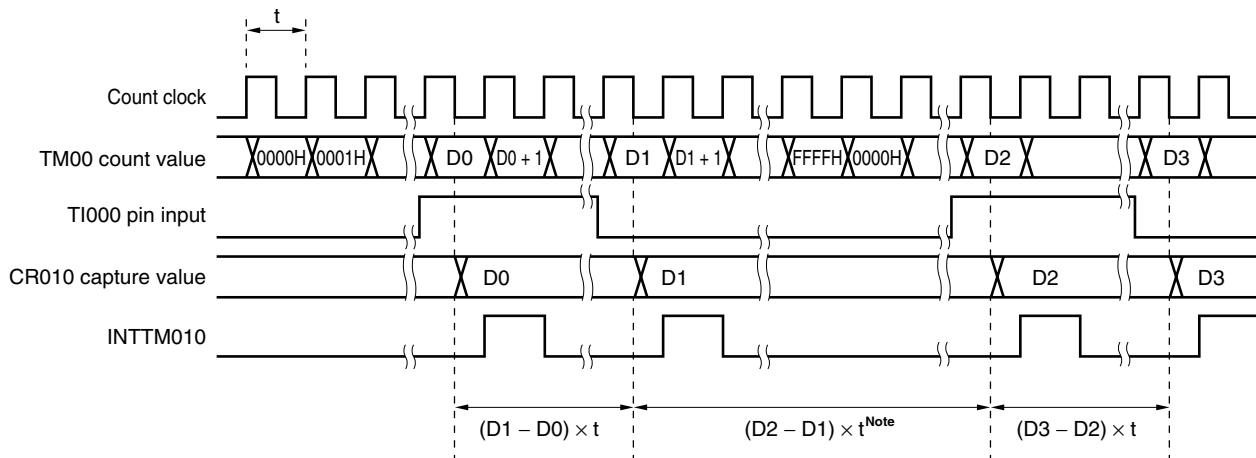 t
Count clock
TM00 count value 0000H 0001H D0 D0 + 1 D1 D1 + 1 FFFFH 0000H D2 D3
TI000 pin input
CR010 capture value D0 D1 D2 D3
INTTM010
(D1 − D0) × t (D2 − D1) × t Note (D3 − D2) × t